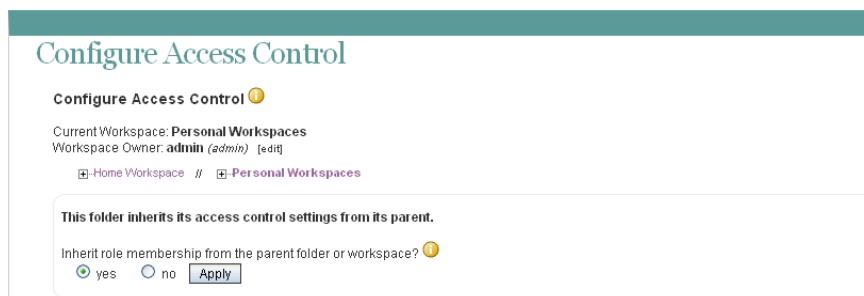 Configure Access Control
Configure Access Control
Current Workspace: Personal Workspaces
Workspace Owner: admin (admin) [edit]
Home Workspace // Personal Workspaces
This folder inherits its access control settings from its parent.
Inherit role membership from the parent folder or workspace?
yes no Apply